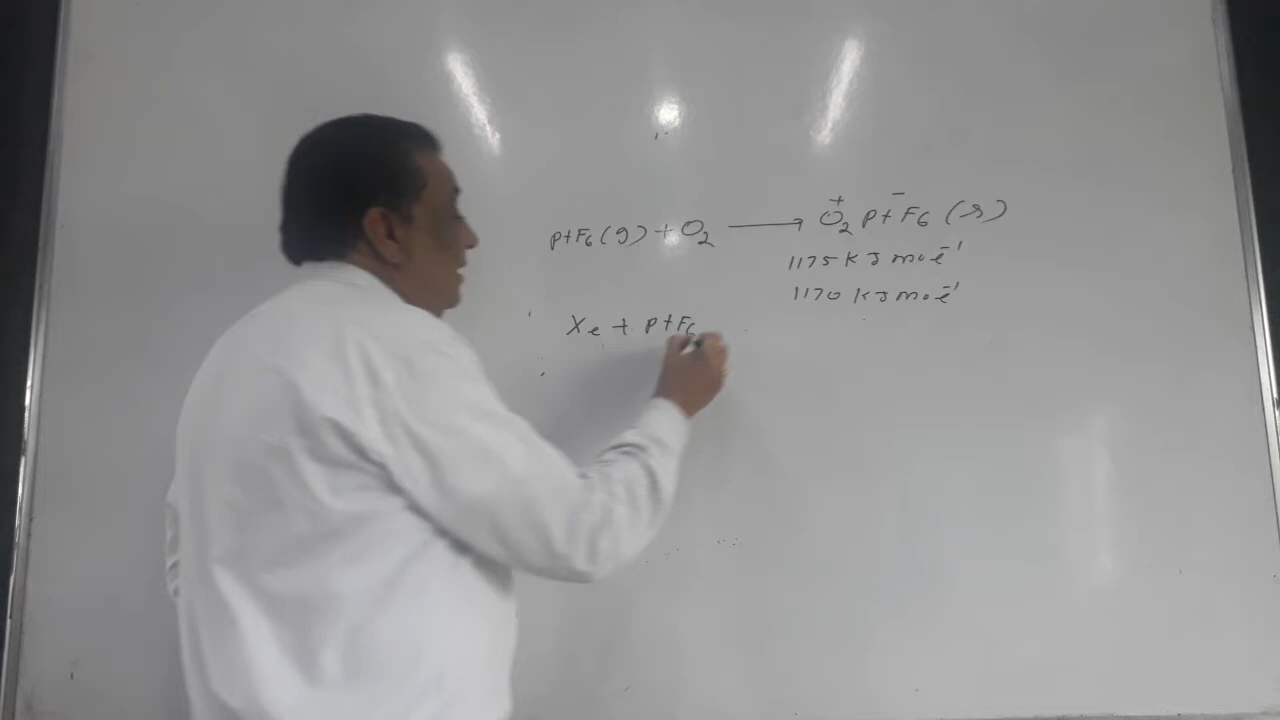 PtF₆(g) + O₂ ⟶ O₂⁺ PtF₆⁻ (s)
1175 KJ mol⁻¹
1170 KJ mol⁻¹
Xe + PtF₆